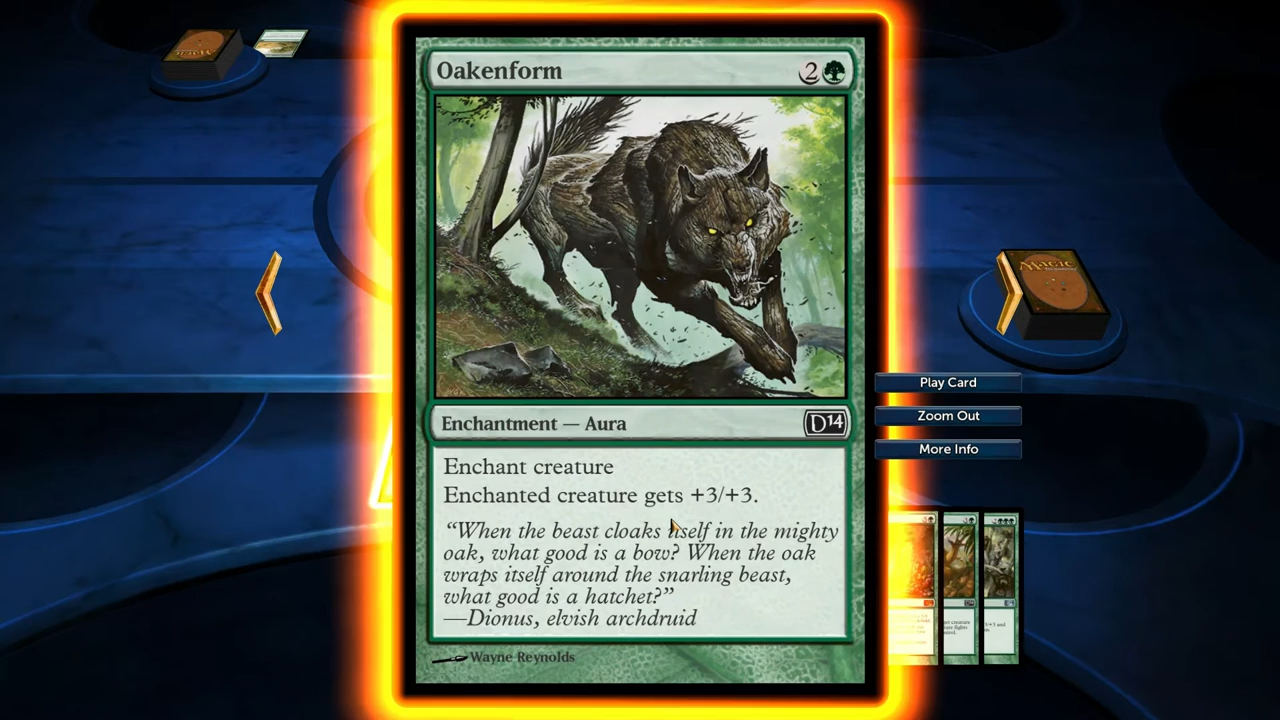 Oakenform 2
Enchantment — Aura D14
Enchant creature
Enchanted creature gets +3/+3.
“When the beast cloaks itself in the mighty
oak, what good is a bow? When the oak
wraps itself around the snarling beast,
what good is a hatchet?”
—Dionus, elvish archdruid
Wayne Reynolds
MAGIC
Play Card
Zoom Out
More Info